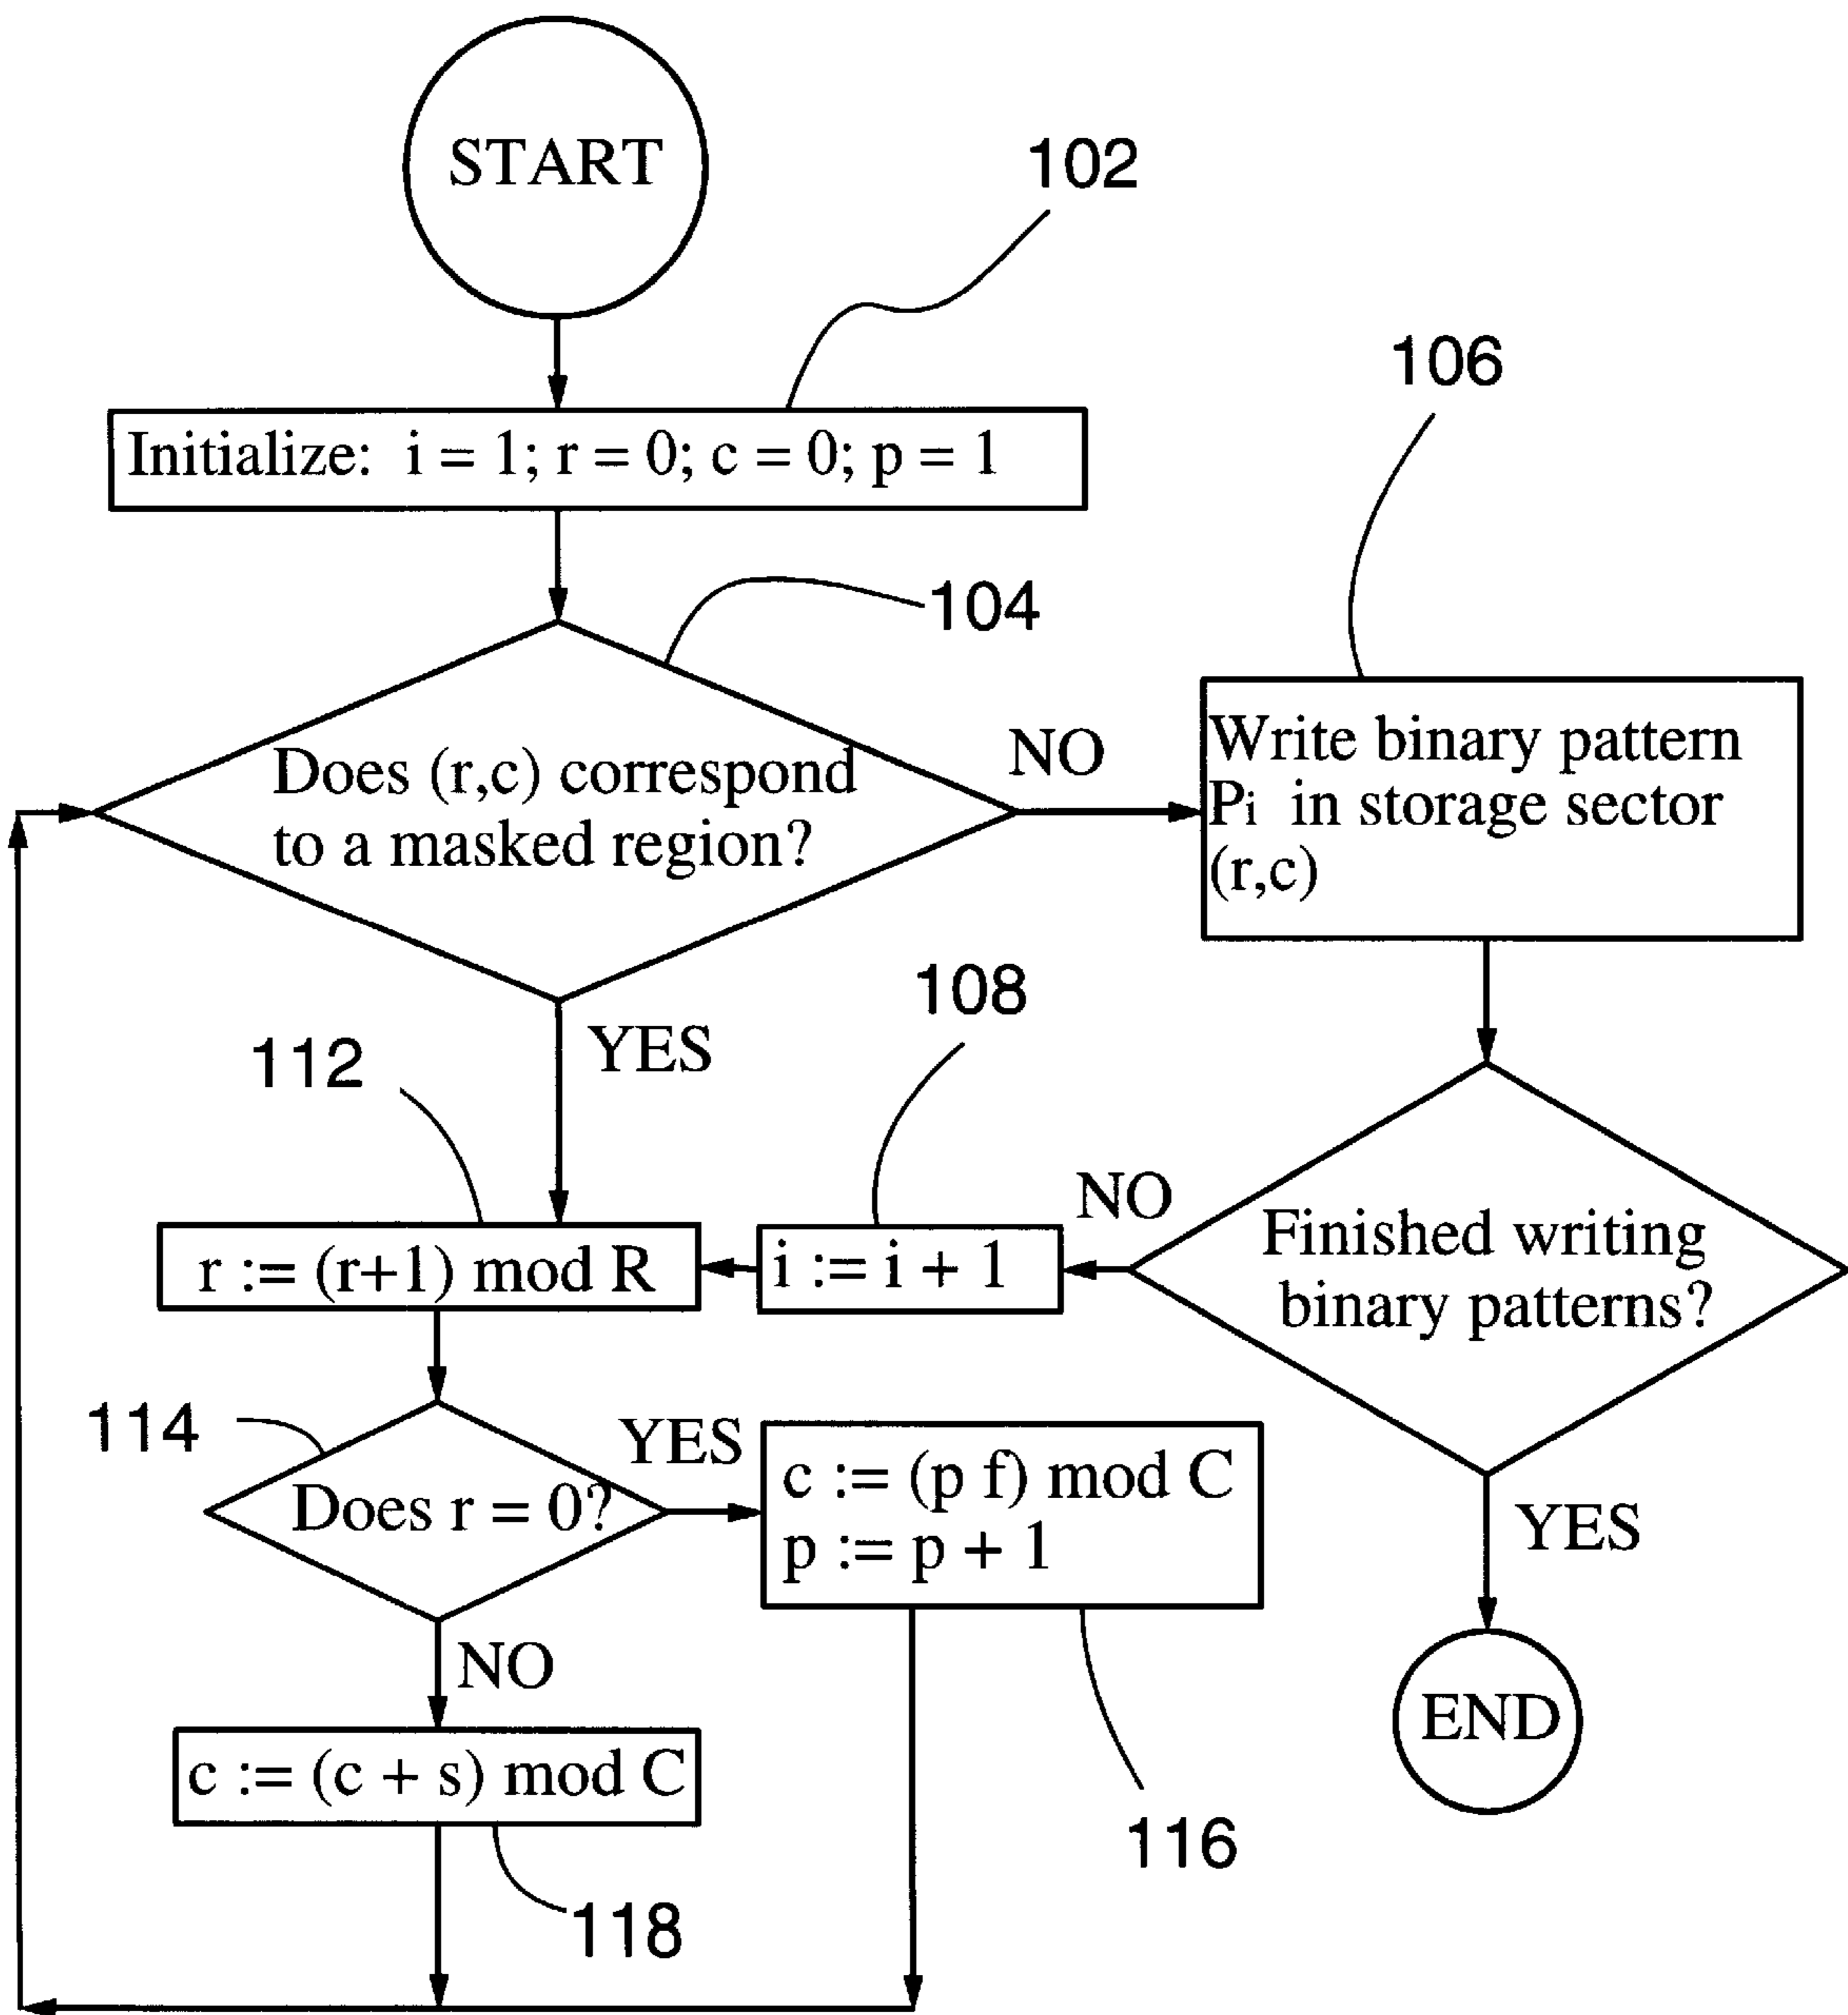 START
102
Initialize: i = 1; r = 0; c = 0; p = 1
106
104
Does (r,c) correspond
to a masked region?
NO
Write binary pattern
Pi in storage sector
(r,c)
YES
108
112
NO
r := (r+1) mod R
i := i + 1
Finished writing
binary patterns?
114
YES
Does r = 0?
c := (p f) mod C
p := p + 1
YES
NO
END
c := (c + s) mod C
116
118